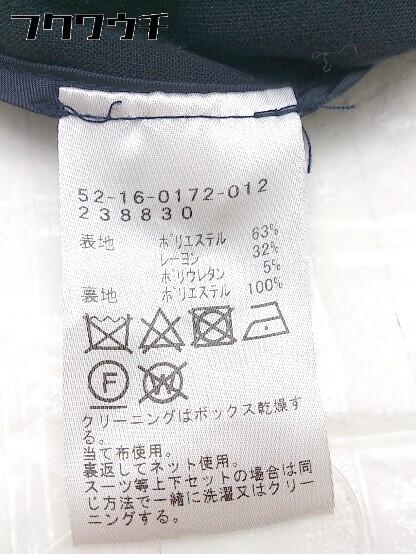 フクワウチ
52-16-0172-012
238830
表地 ポリエステル 63%
レーヨン 32%
ポリウレタン 5%
裏地 ポリエステル 100%
F W
クリーニングはボックス乾燥す
る。
当て布使用。
裏返してネット使用。
スーツ等上下セットの場合は同
じ方法で一緒に洗濯又はクリー
ニングする。